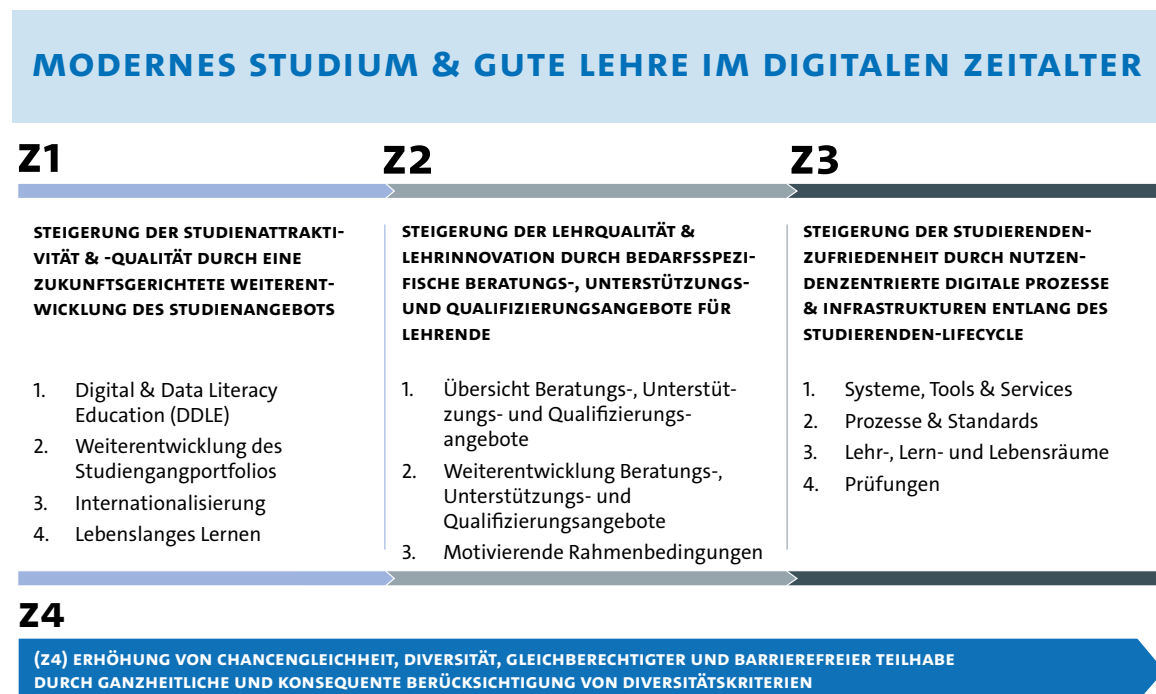 MODERNES STUDIUM & GUTE LEHRE IM DIGITALEN ZEITALTER
Z1
STEIGERUNG DER STUDIENATTRAKTI-
VITÄT & -QUALITÄT DURCH EINE
ZUKUNFTSGERICHTETE WEITERENT-
WICKLUNG DES STUDIENANGEBOTS
1. Digital & Data Literacy
Education (DDLE)
2. Weiterentwicklung des
Studiengangportfolios
3. Internationalisierung
4. Lebenslanges Lernen
Z2
STEIGERUNG DER LEHRQUALITÄT &
LEHRINNOVATION DURCH BEDARFSSPEZI-
FISCHE BERATUNGS-, UNTERSTÜTZUNGS-
UND QUALIFIZIERUNGSANGEBOTE FÜR
LEHRENDE
1. Übersicht Beratungs-, Unterstüt-
zungs- und Qualifizierungs-
angebote
2. Weiterentwicklung Beratungs-,
Unterstützungs- und
Qualifizierungsangebote
3. Motivierende Rahmenbedingungen
Z3
STEIGERUNG DER STUDIERENDEN-
ZUFRIEDENHEIT DURCH NUTZEN-
DENZENTRIERTE DIGITALE PROZESSE
& INFRASTRUKTUREN ENTLANG DES
STUDIERENDEN-LIFECYCLE
1. Systeme, Tools & Services
2. Prozesse & Standards
3. Lehr-, Lern- und Lebensräume
4. Prüfungen
Z4
(Z4) ERHÖHUNG VON CHANCENGLEICHHEIT, DIVERSITÄT, GLEICHBERECHTIGTER UND BARRIEREFREIER TEILHABE
DURCH GANZHEITLICHE UND KONSEQUENTE BERÜCKSICHTIGUNG VON DIVERSITÄTSKRITERIEN